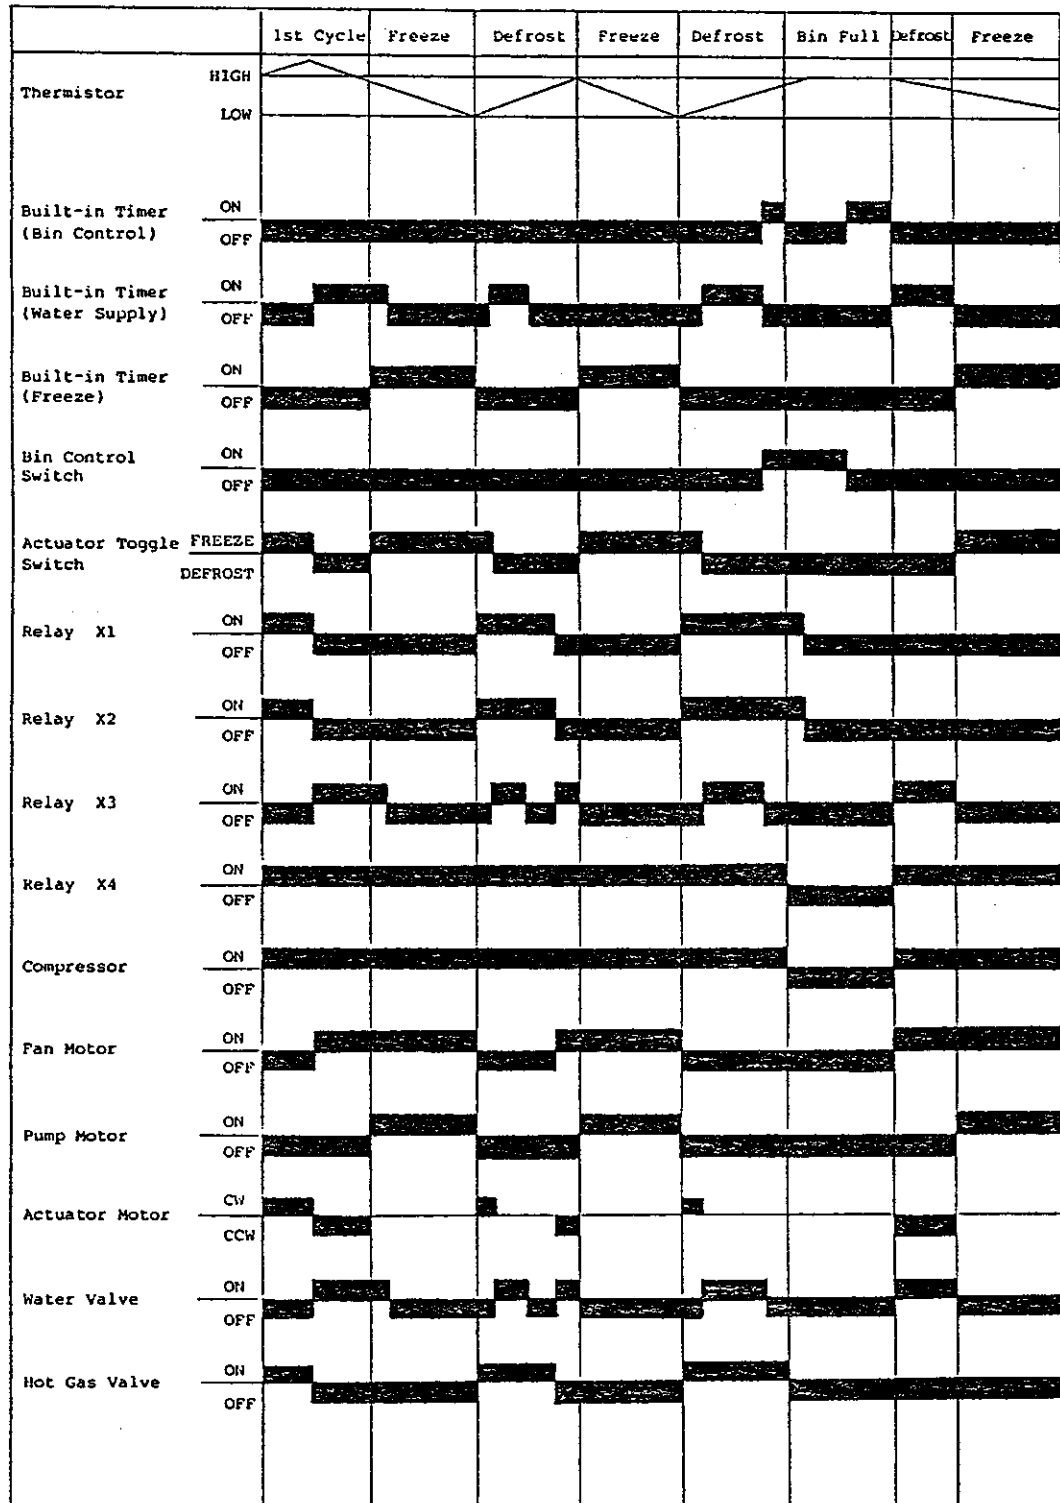 1st Cycle Freeze Defrost Freeze Defrost Bin Full Defrost Freeze
HIGH
Thermistor
LOW
ON
Built-in Timer
(Bin Control)
OFF
ON
Built-in Timer
(Water Supply)
OFF
ON
Built-in Timer
(Freeze)
OFF
ON
Bin Control
Switch
OFF
FREEZE
Actuator Toggle
Switch
DEFROST
ON
Relay X1
OFF
ON
Relay X2
OFF
ON
Relay X3
OFF
ON
Relay X4
OFF
ON
Compressor
OFF
ON
Fan Motor
OFF
ON
Pump Motor
OFF
CW
Actuator Motor
CCW
ON
Water Valve
OFF
ON
Hot Gas Valve
OFF